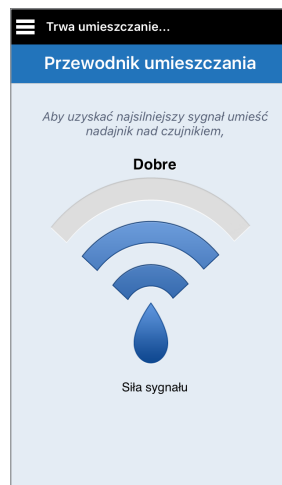 Trwa umieszczanie...
Przewodnik umieszczania
Aby uzyskać najsilniejszy sygnał umieść
nadajnik nad czujnikiem,
Dobre
Siła sygnału